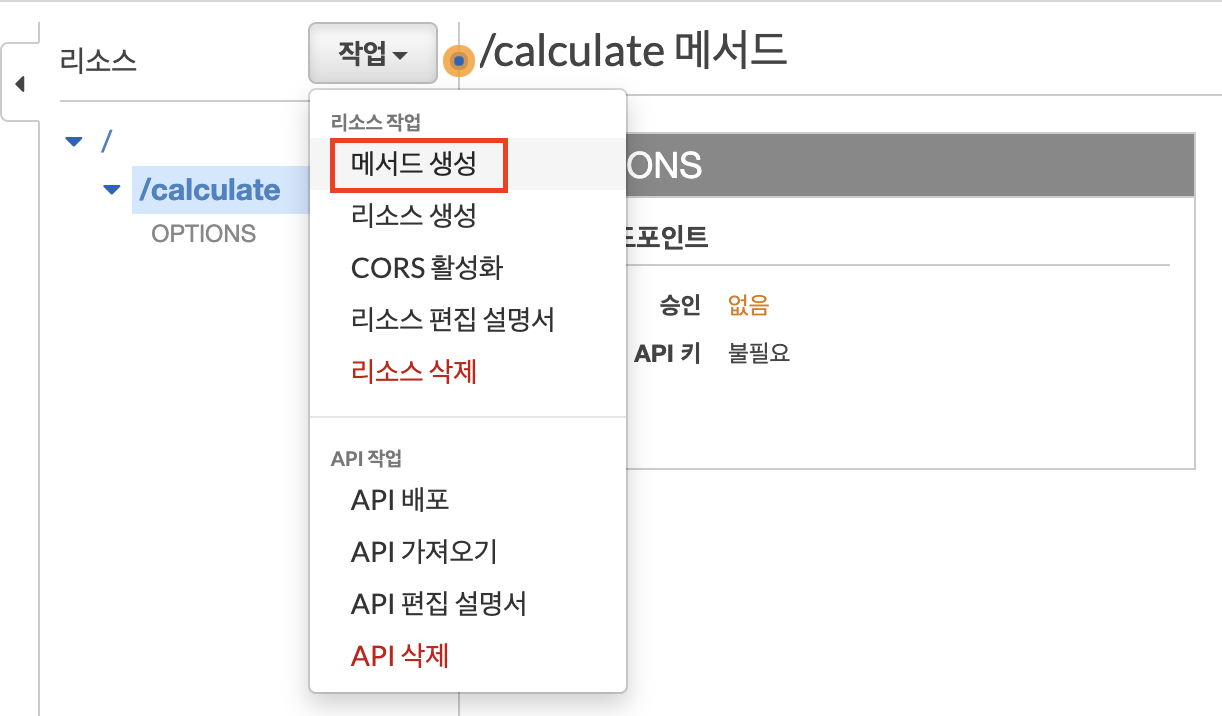 리소스
작업
/calculate 메서드
/
/calculate
OPTIONS
리소스 작업
메서드 생성
리소스 생성
CORS 활성화
리소스 편집 설명서
리소스 삭제
API 작업
API 배포
API 가져오기
API 편집 설명서
API 삭제
ONS
포인트
승인 없음
API 키 불필요